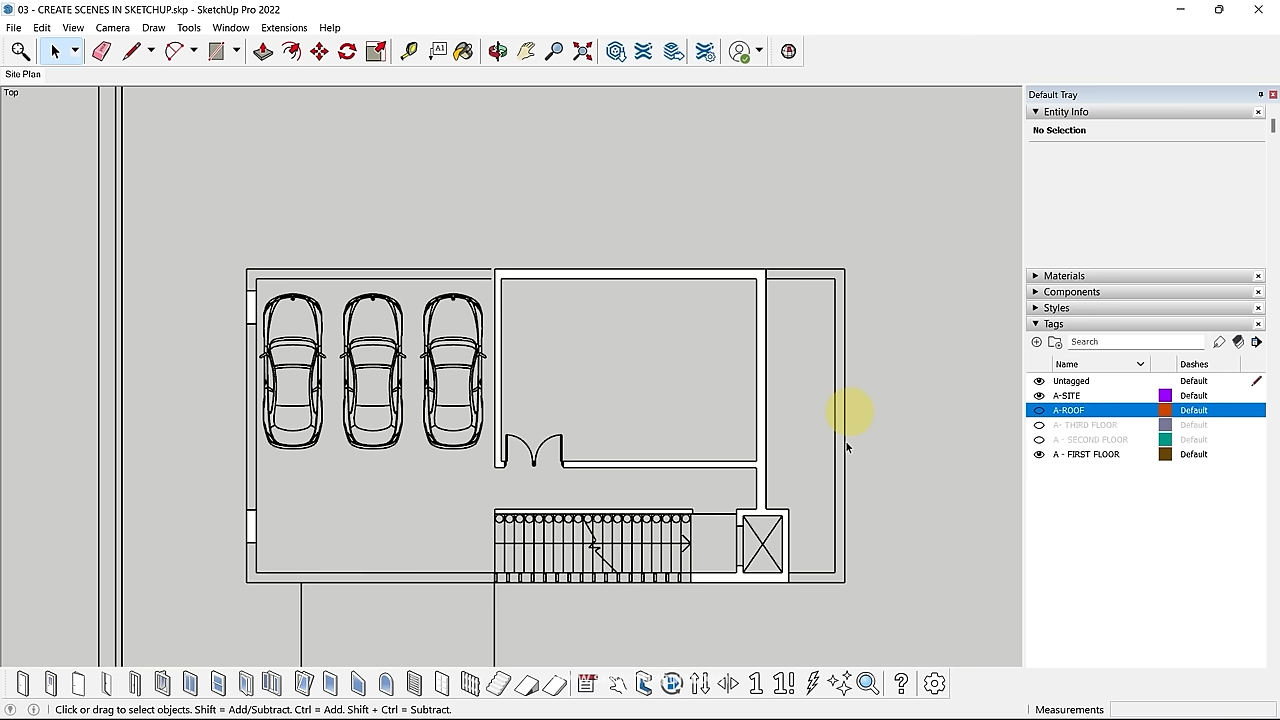 03 - CREATE SCENES IN SKETCHUP.skp - SketchUp Pro 2022
File Edit View Camera Draw Tools Window Extensions Help
A1
Site Plan
Top
Default Tray
Entity Info
No Selection
Materials
Components
Styles
Tags
Search
Name Dashes
Untagged Default
A-SITE Default
A-ROOF Default
A- THIRD FLOOR Default
A - SECOND FLOOR Default
A - FIRST FLOOR Default
1 1! ?
Click or drag to select objects. Shift = Add/Subtract. Ctrl = Add. Shift + Ctrl = Subtract. Measurements